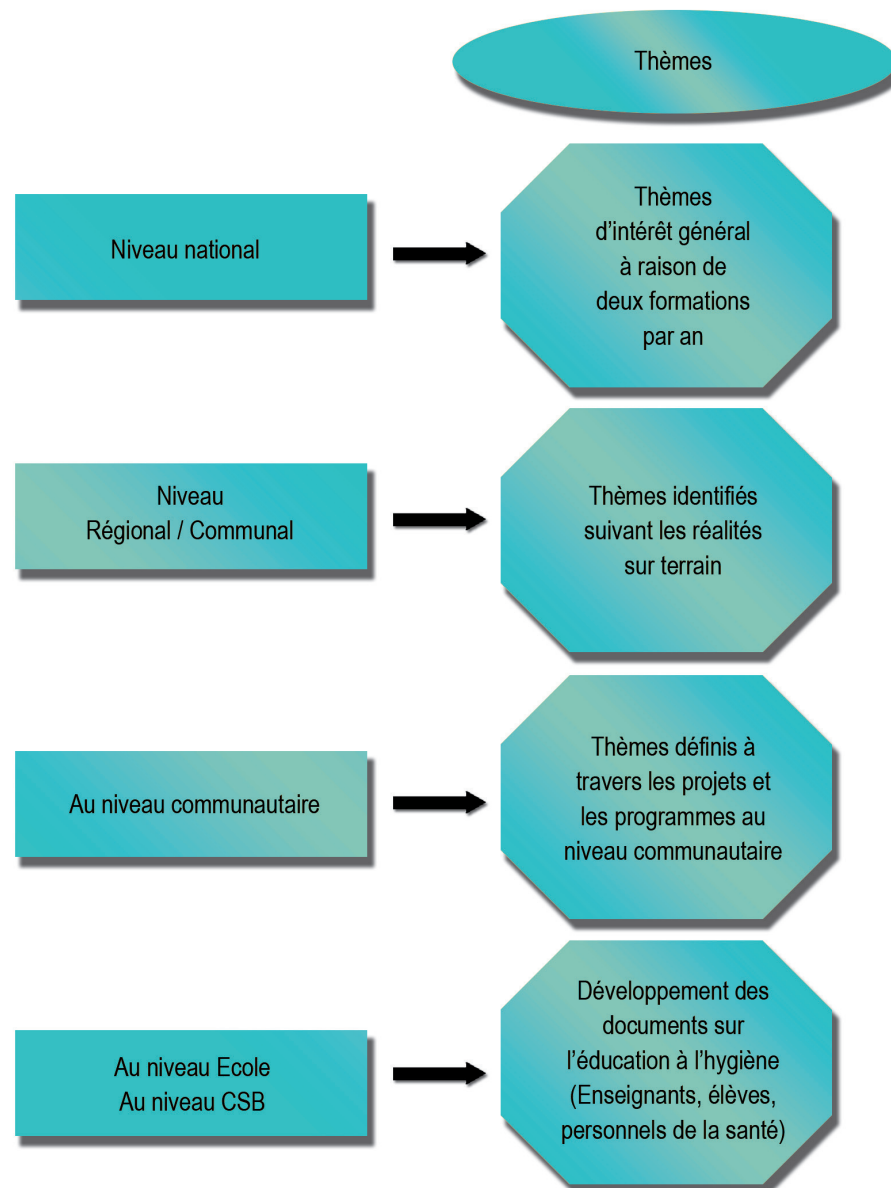 Thèmes
Niveau national
Thèmes
d'intérêt général
à raison de
deux formations
par an
Niveau
Régional / Communal
Thèmes identifiés
suivant les réalités
sur terrain
Au niveau communautaire
Thèmes définis à
travers les projets et
les programmes au
niveau communautaire
Au niveau Ecole
Au niveau CSB
Développement des
documents sur
l'éducation à l'hygiène
(Enseignants, élèves,
personnels de la santé)